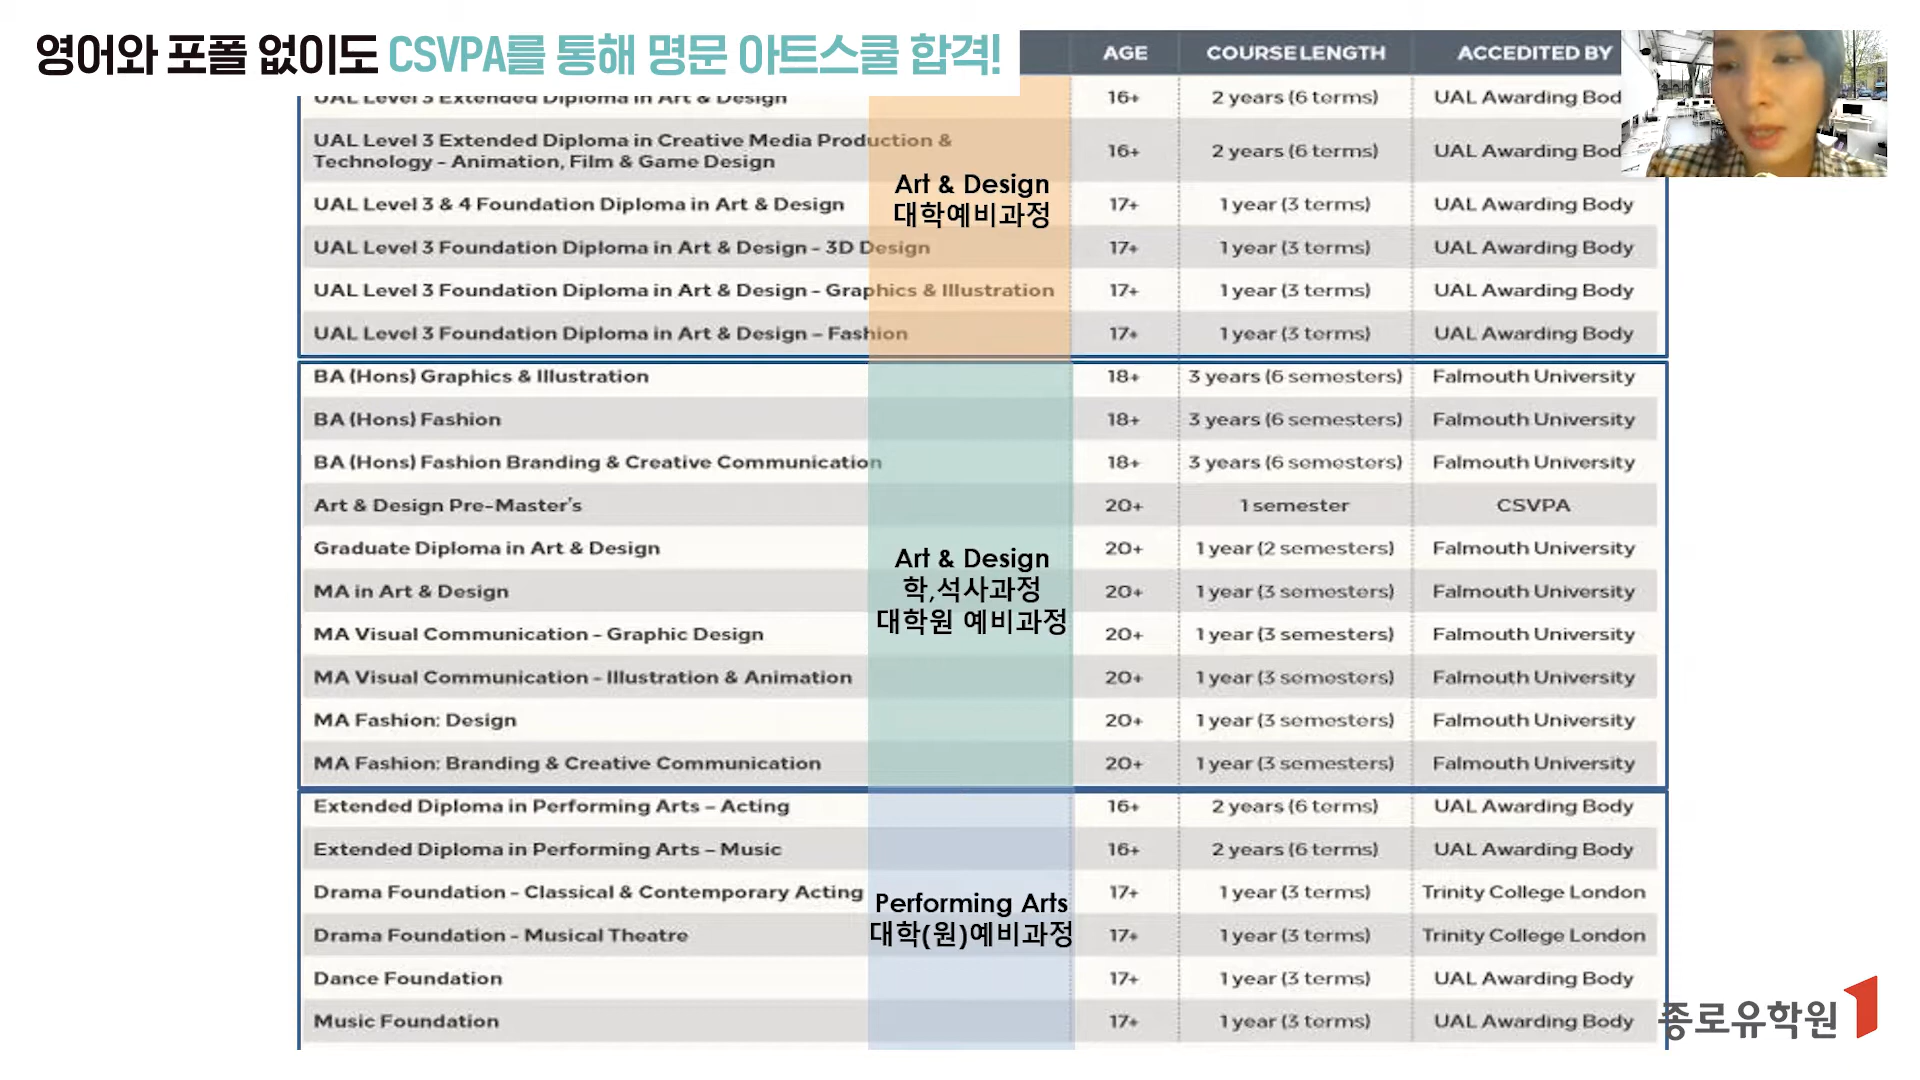 영어와 포폴 없이도 CSVPA를 통해 명문 아트스쿨 합격!
AGE COURSE LENGTH ACCEDITED BY
UAL Level 3 Extended Diploma in Art & Design 16+ 2 years (6 terms) UAL Awarding Bod
UAL Level 3 Extended Diploma in Creative Media Production &
Technology - Animation, Film & Game Design 16+ 2 years (6 terms) UAL Awarding Bod
Art & Design
대학예비과정
UAL Level 3 & 4 Foundation Diploma in Art & Design 17+ 1 year (3 terms) UAL Awarding Body
UAL Level 3 Foundation Diploma in Art & Design - 3D Design 17+ 1 year (3 terms) UAL Awarding Body
UAL Level 3 Foundation Diploma in Art & Design - Graphics & Illustration 17+ 1 year (3 terms) UAL Awarding Body
UAL Level 3 Foundation Diploma in Art & Design – Fashion 17+ 1 year (3 terms) UAL Awarding Body
BA (Hons) Graphics & Illustration 18+ 3 years (6 semesters) Falmouth University
BA (Hons) Fashion 18+ 3 years (6 semesters) Falmouth University
BA (Hons) Fashion Branding & Creative Communication 18+ 3 years (6 semesters) Falmouth University
Art & Design Pre-Master's 20+ 1 semester CSVPA
Graduate Diploma in Art & Design 20+ 1 year (2 semesters) Falmouth University
Art & Design
학,석사과정
대학원 예비과정
MA in Art & Design 20+ 1 year (3 semesters) Falmouth University
MA Visual Communication - Graphic Design 20+ 1 year (3 semesters) Falmouth University
MA Visual Communication - Illustration & Animation 20+ 1 year (3 semesters) Falmouth University
MA Fashion: Design 20+ 1 year (3 semesters) Falmouth University
MA Fashion: Branding & Creative Communication 20+ 1 year (3 semesters) Falmouth University
Extended Diploma in Performing Arts – Acting 16+ 2 years (6 terms) UAL Awarding Body
Extended Diploma in Performing Arts – Music 16+ 2 years (6 terms) UAL Awarding Body
Drama Foundation - Classical & Contemporary Acting 17+ 1 year (3 terms) Trinity College London
Performing Arts
대학(원)예비과정
Drama Foundation - Musical Theatre 17+ 1 year (3 terms) Trinity College London
Dance Foundation 17+ 1 year (3 terms) UAL Awarding Body
Music Foundation 17+ 1 year (3 terms) UAL Awarding Body
종로유학원